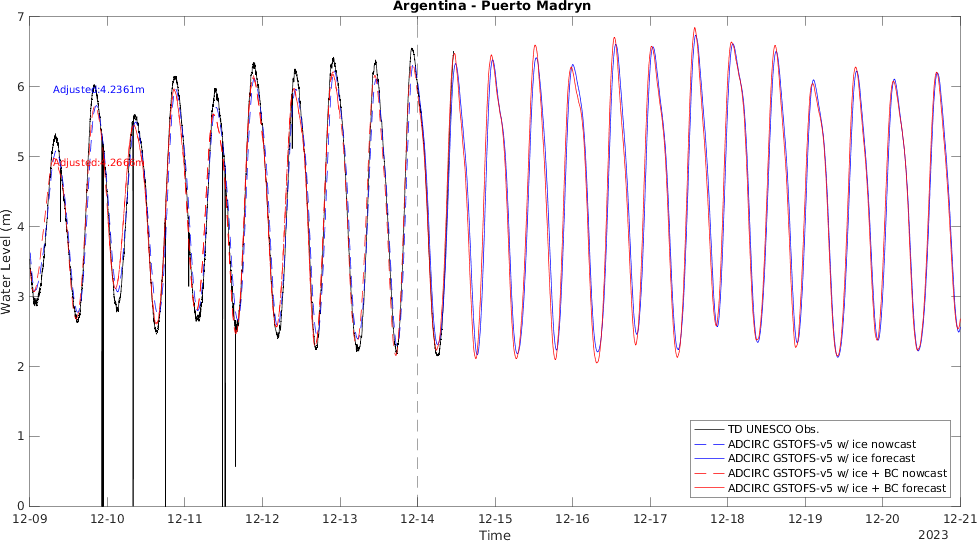 Argentina - Puerto Madryn
7
6
5
4
3
2
1
0
Water Level (m)
Adjusted:4.2361m
12-09
12-10
12-11
12-12
12-13
12-14
12-15
12-16
12-17
12-18
12-19
12-20
12-21
Time
2023
TD UNESCO Obs.
ADCIRC GSTOFS-v5 w/ ice nowcast
ADCIRC GSTOFS-v5 w/ ice forecast
ADCIRC GSTOFS-v5 w/ ice + BC nowcast
ADCIRC GSTOFS-v5 w/ ice + BC forecast